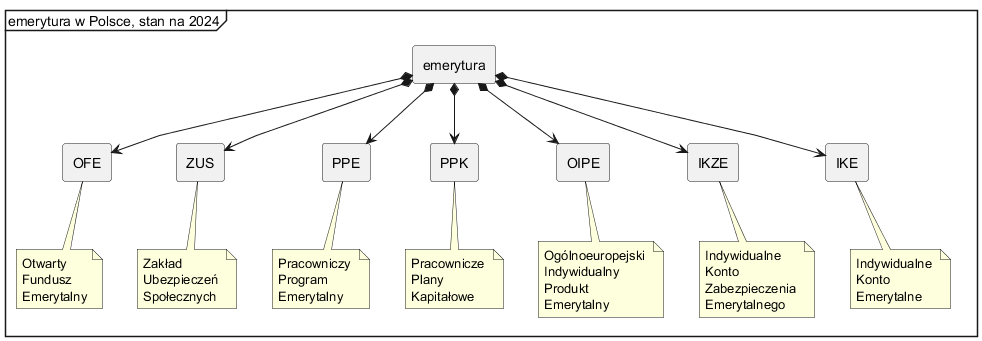 emerytura w Polsce, stan na 2024
emerytura
OFE
ZUS
PPE
PPK
OIPE
IKZE
IKE
Otwarty
Fundusz
Emerytalny
Zakład
Ubezpieczeń
Społecznych
Pracowniczy
Program
Emerytalny
Pracownicze
Plany
Kapitałowe
Ogólnoeuropejski
Indywidualny
Produkt
Emerytalny
Indywidualne
Konto
Zabezpieczenia
Emerytalnego
Indywidualne
Konto
Emerytalne